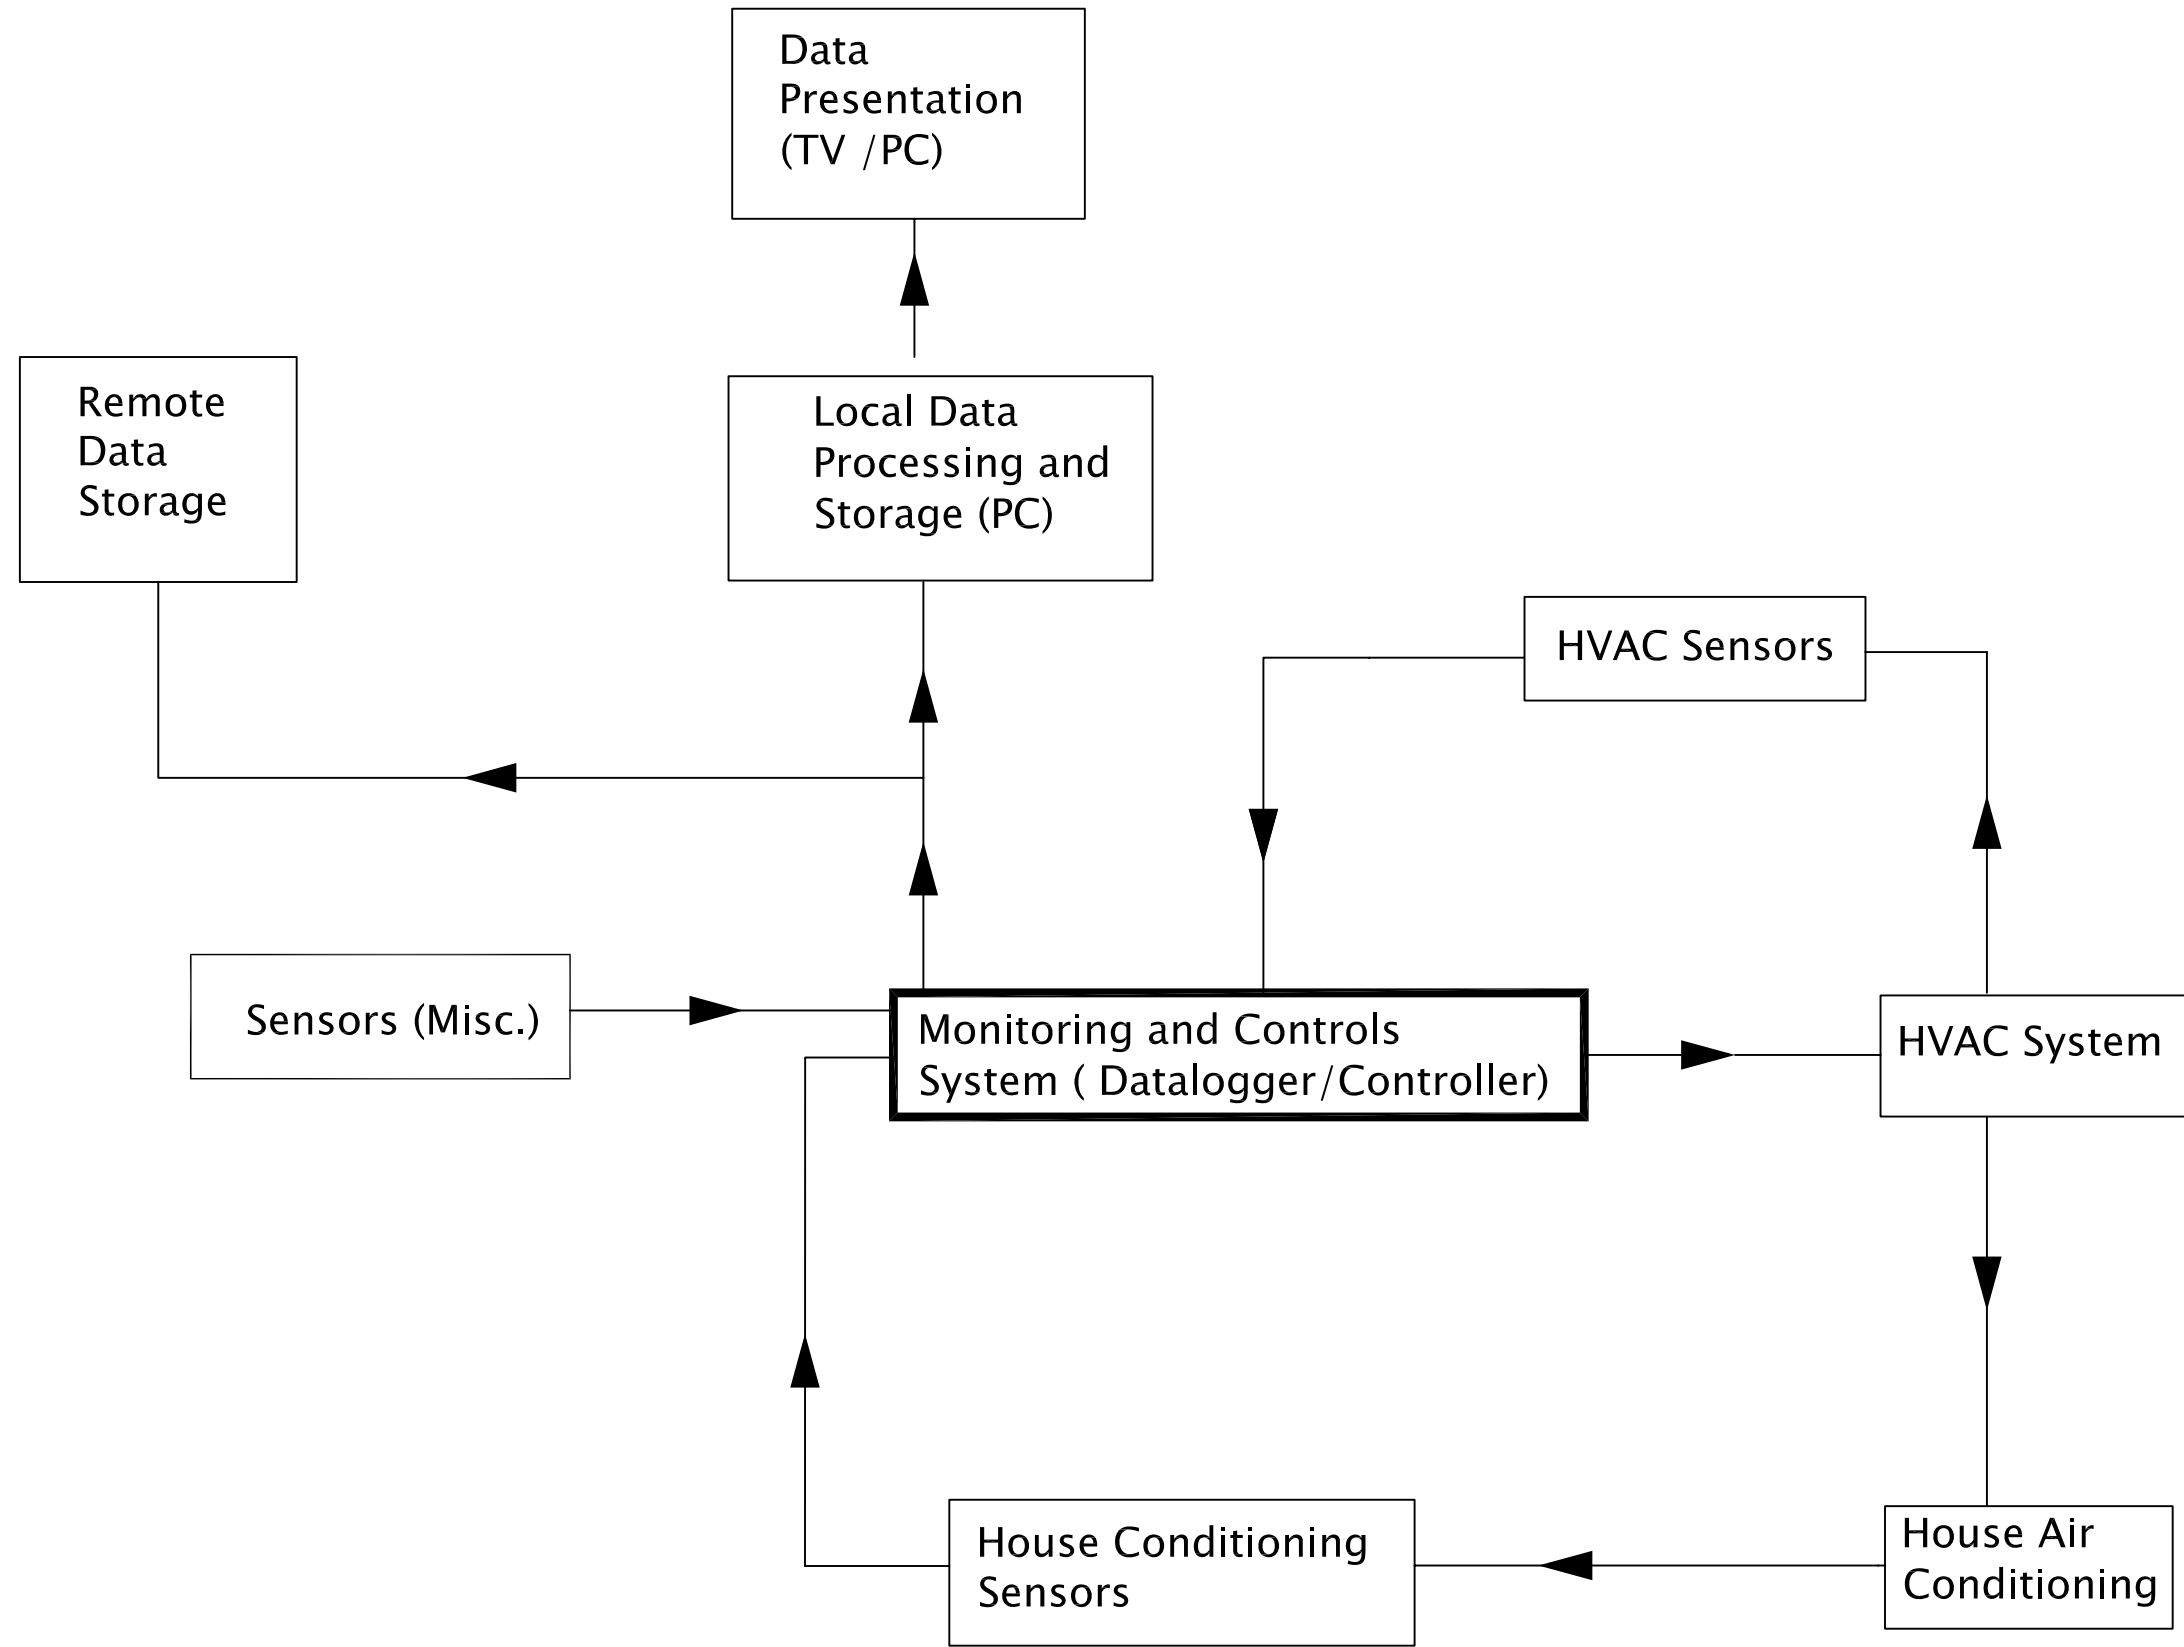 Data
Presentation
(TV /PC)
Remote
Data
Storage
Local Data
Processing and
Storage (PC)
HVAC Sensors
Sensors (Misc.)
Monitoring and Controls
System ( Datalogger/Controller)
HVAC System
House Conditioning
Sensors
House Air
Conditioning